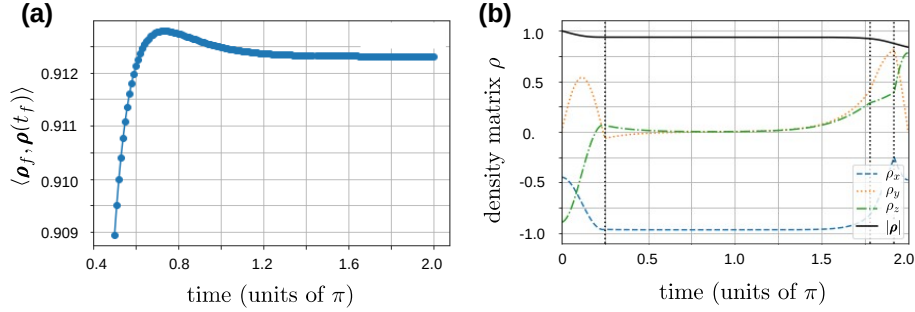 (a)
⟨ρ_f, ρ(t_f)⟩
0.912
0.911
0.910
0.909
0.4 0.8 1.2 1.6 2.0
time (units of π)
(b)
density matrix ρ
1.0
0.5
0.
-0.5
-1.0
ρ_x
ρ_y
ρ_z
|ρ|
0 0.5 1.0 1.5 2.0
time (units of π)